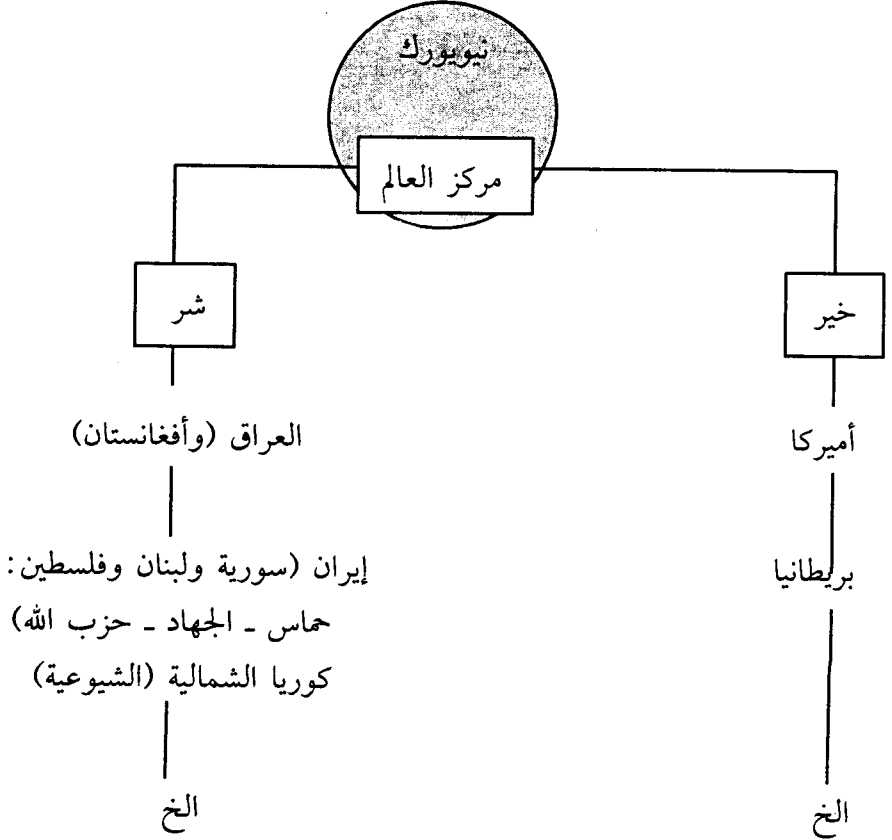 نيويورك
مركز العالم
خير
شر
أميركا
العراق (وأفغانستان)
بريطانيا
إيران (سورية ولبنان وفلسطين:
حماس ـ الجهاد ـ حزب الله)
كوريا الشمالية (الشيوعية)
الخ
الخ